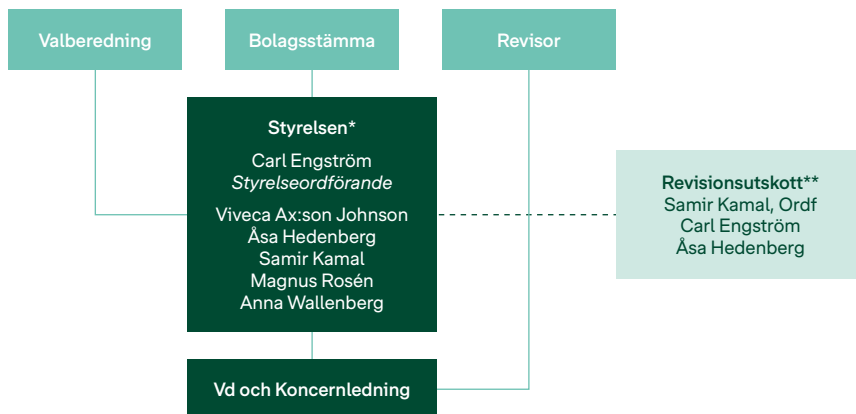 Valberedning
Bolagsstämma
Revisor
Styrelsen*
Carl Engström
Styrelseordförande
Viveca Ax:son Johnson
Åsa Hedenberg
Samir Kamal
Magnus Rosén
Anna Wallenberg
Revisionsutskott**
Samir Kamal, Ordf
Carl Engström
Åsa Hedenberg
Vd och Koncernledning